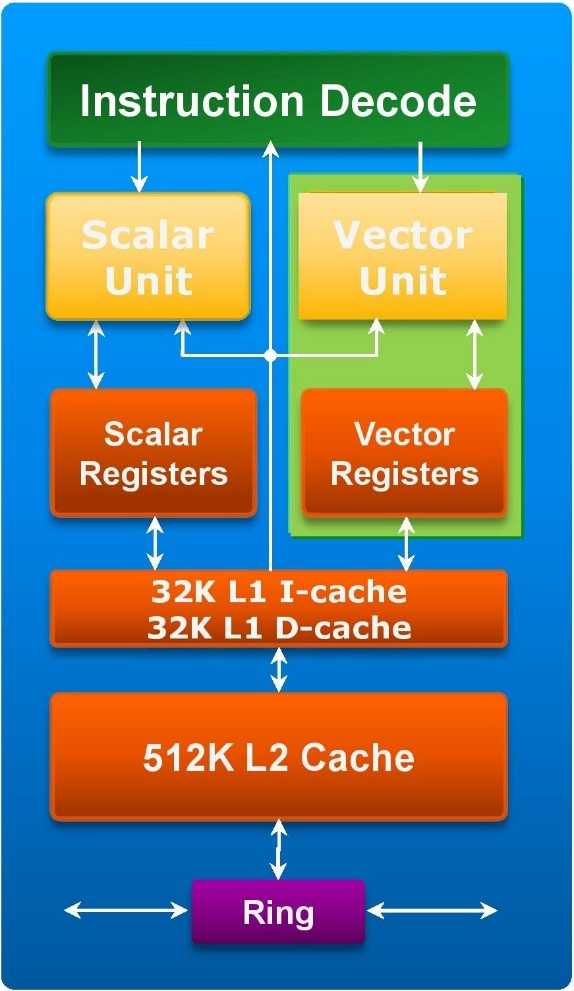 Instruction Decode
Scalar
Unit
Vector
Unit
Scalar
Registers
Vector
Registers
32K L1 I-cache
32K L1 D-cache
512K L2 Cache
Ring